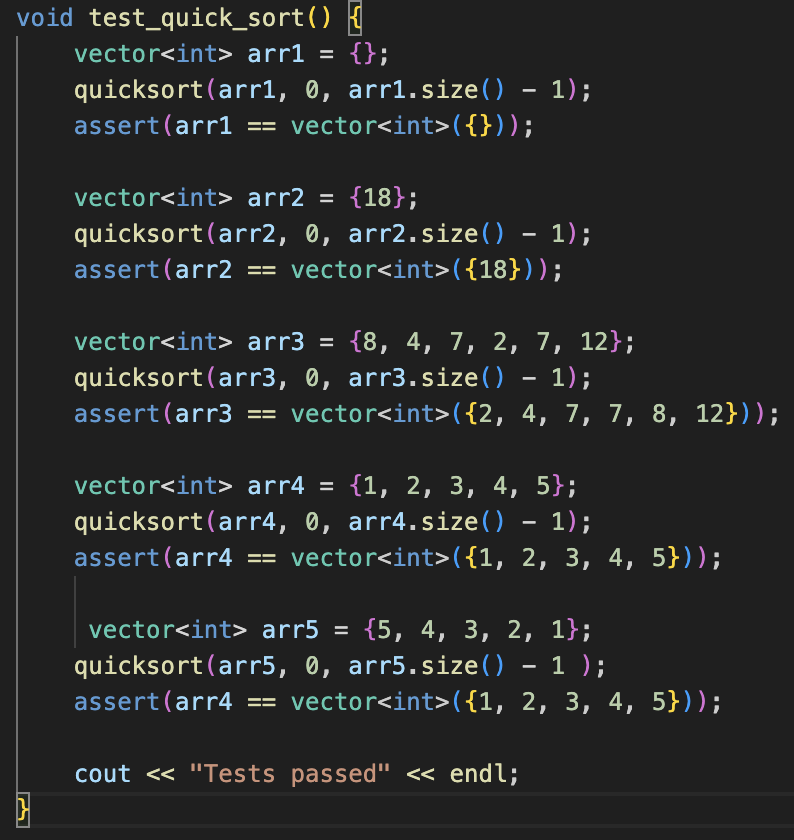 void test_quick_sort() {
    vector<int> arr1 = {};
    quicksort(arr1, 0, arr1.size() - 1);
    assert(arr1 == vector<int>({}));

    vector<int> arr2 = {18};
    quicksort(arr2, 0, arr2.size() - 1);
    assert(arr2 == vector<int>({18}));

    vector<int> arr3 = {8, 4, 7, 2, 7, 12};
    quicksort(arr3, 0, arr3.size() - 1);
    assert(arr3 == vector<int>({2, 4, 7, 7, 8, 12}));

    vector<int> arr4 = {1, 2, 3, 4, 5};
    quicksort(arr4, 0, arr4.size() - 1);
    assert(arr4 == vector<int>({1, 2, 3, 4, 5}));

     vector<int> arr5 = {5, 4, 3, 2, 1};
    quicksort(arr5, 0, arr5.size() - 1 );
    assert(arr4 == vector<int>({1, 2, 3, 4, 5}));

    cout << "Tests passed" << endl;
}